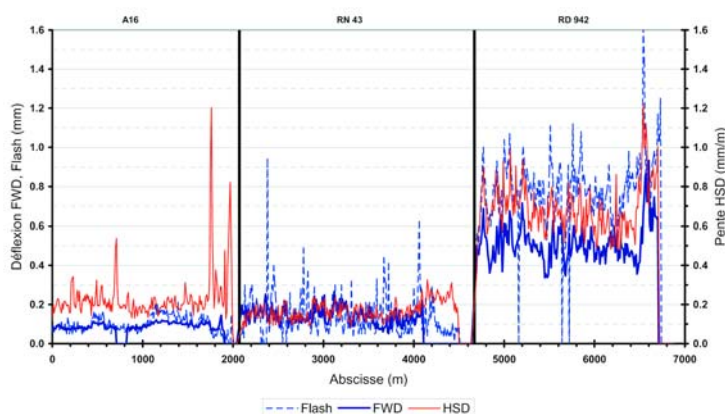 A16 RN 43 RD 942
1.6 1.6
1.4 1.4
1.2 1.2
1.0 1.0
0.8 0.8
0.6 0.6
0.4 0.4
0.2 0.2
0.0 0.0
Déflexion FWD, Flash (mm)
Pente HSD (mm/m)
0 1000 2000 3000 4000 5000 6000 7000
Abscisse (m)
Flash FWD HSD